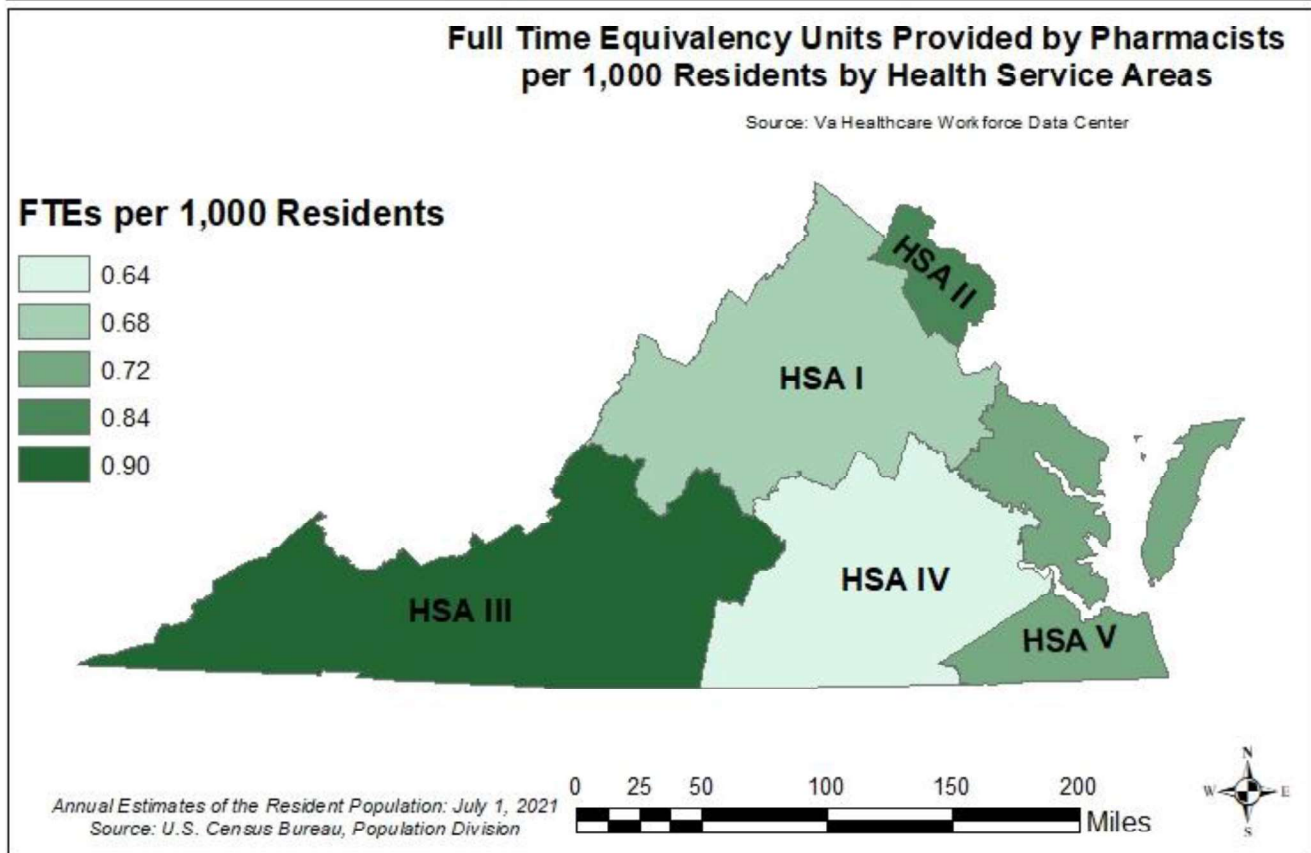 Full Time Equivalency Units Provided by Pharmacists
per 1,000 Residents by Health Service Areas
Source: Va Healthcare Work force Data Center
FTEs per 1,000 Residents
0.64
0.68
0.72
0.84
0.90
HSA II
HSA I
HSA IV
HSA III
HSA V
Annual Estimates of the Resident Population: July 1, 2021
Source: U.S. Census Bureau, Population Division
0 25 50 100 150 200
Miles
N
W E
S